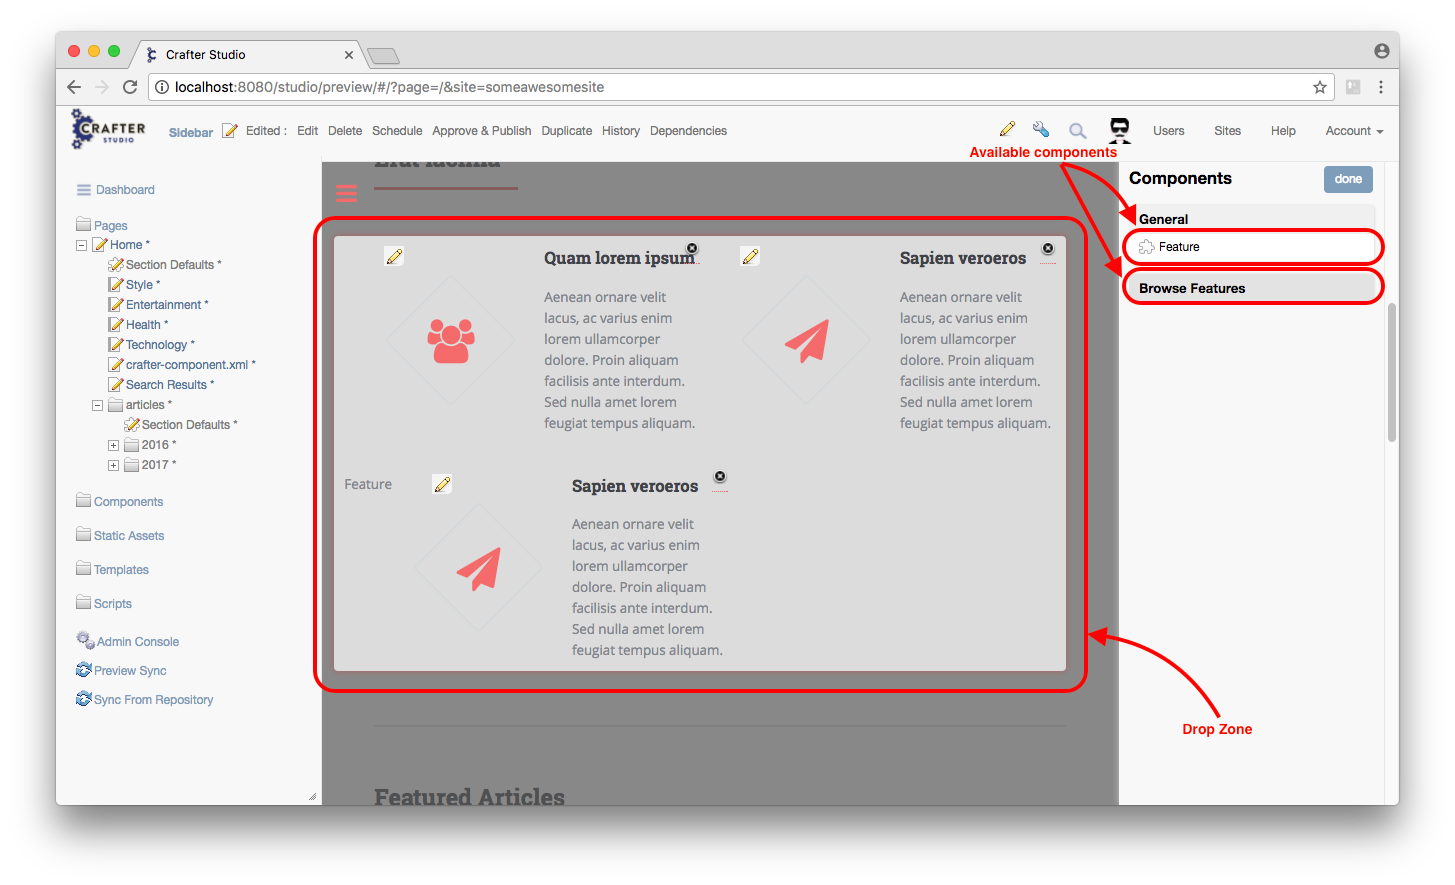 Crafter Studio
localhost:8080/studio/preview/#/?page=/&site=someawesomesite
CRAFTER
STUDIO
Sidebar
Edited :
Edit
Delete
Schedule
Approve & Publish
Duplicate
History
Dependencies
Users
Sites
Help
Account
Available components
Dashboard
Pages
Home *
Section Defaults *
Style *
Entertainment *
Health *
Technology *
crafter-component.xml *
Search Results *
articles *
Section Defaults *
2016 *
2017 *
Components
Static Assets
Templates
Scripts
Admin Console
Preview Sync
Sync From Repository
Quam lorem ipsum
Aenean ornare velit
lacus, ac varius enim
lorem ullamcorper
dolore. Proin aliquam
facilisis ante interdum.
Sed nulla amet lorem
feugiat tempus aliquam.
Sapien veroeros
Aenean ornare velit
lacus, ac varius enim
lorem ullamcorper
dolore. Proin aliquam
facilisis ante interdum.
Sed nulla amet lorem
feugiat tempus aliquam.
Feature
Sapien veroeros
Aenean ornare velit
lacus, ac varius enim
lorem ullamcorper
dolore. Proin aliquam
facilisis ante interdum.
Sed nulla amet lorem
feugiat tempus aliquam.
Featured Articles
Components
done
General
Feature
Browse Features
Drop Zone